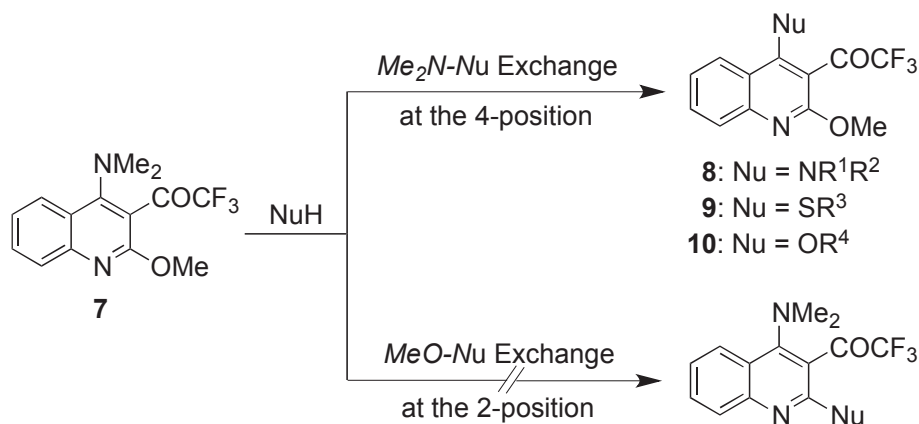 Nu
COCF₃
N
OMe
Me₂N-Nu Exchange
at the 4-position
8: Nu = NR¹R²
9: Nu = SR³
10: Nu = OR⁴
NMe₂
COCF₃
N
OMe
7
NuH
MeO-Nu Exchange
at the 2-position
NMe₂
COCF₃
N
Nu